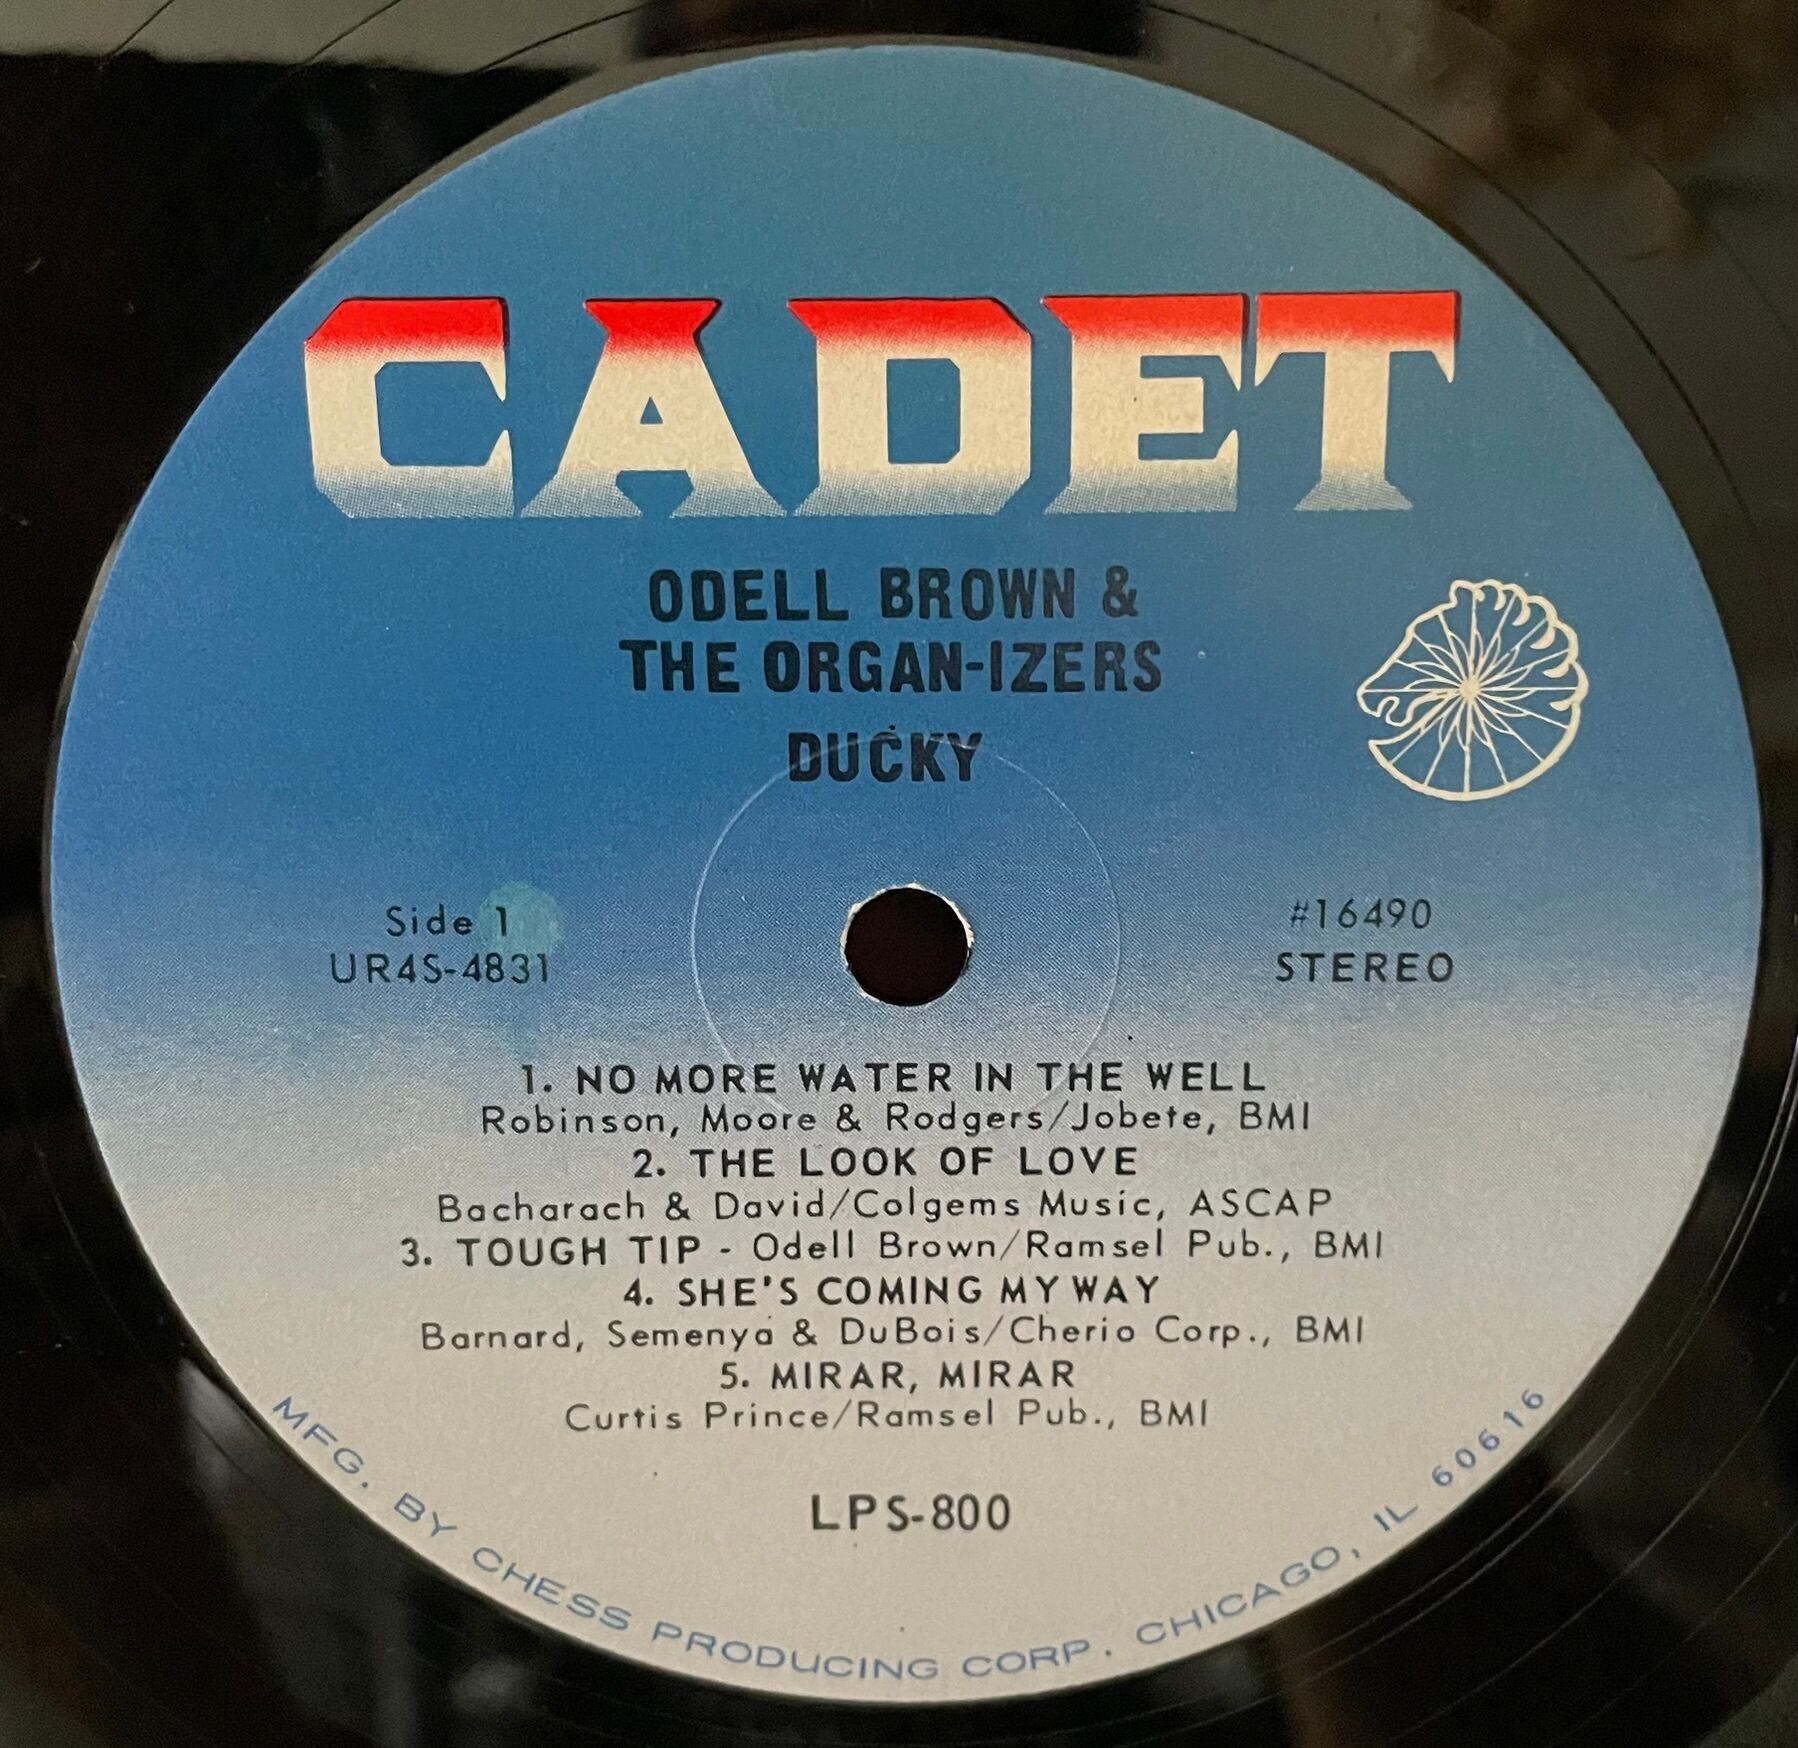 CADET
ODELL BROWN &
THE ORGAN-IZERS
DUCKY
Side 1
UR4S-4831
#16490
STEREO
1. NO MORE WATER IN THE WELL
Robinson, Moore & Rodgers/Jobete, BMI
2. THE LOOK OF LOVE
Bacharach & David/Colgems Music, ASCAP
3. TOUGH TIP - Odell Brown/Ramsel Pub., BMI
4. SHE'S COMING MY WAY
Barnard, Semenya & DuBois/Cherio Corp., BMI
5. MIRAR, MIRAR
Curtis Prince/Ramsel Pub., BMI
LPS-800
MFG. BY CHESS PRODUCING CORP. CHICAGO, IL 60616